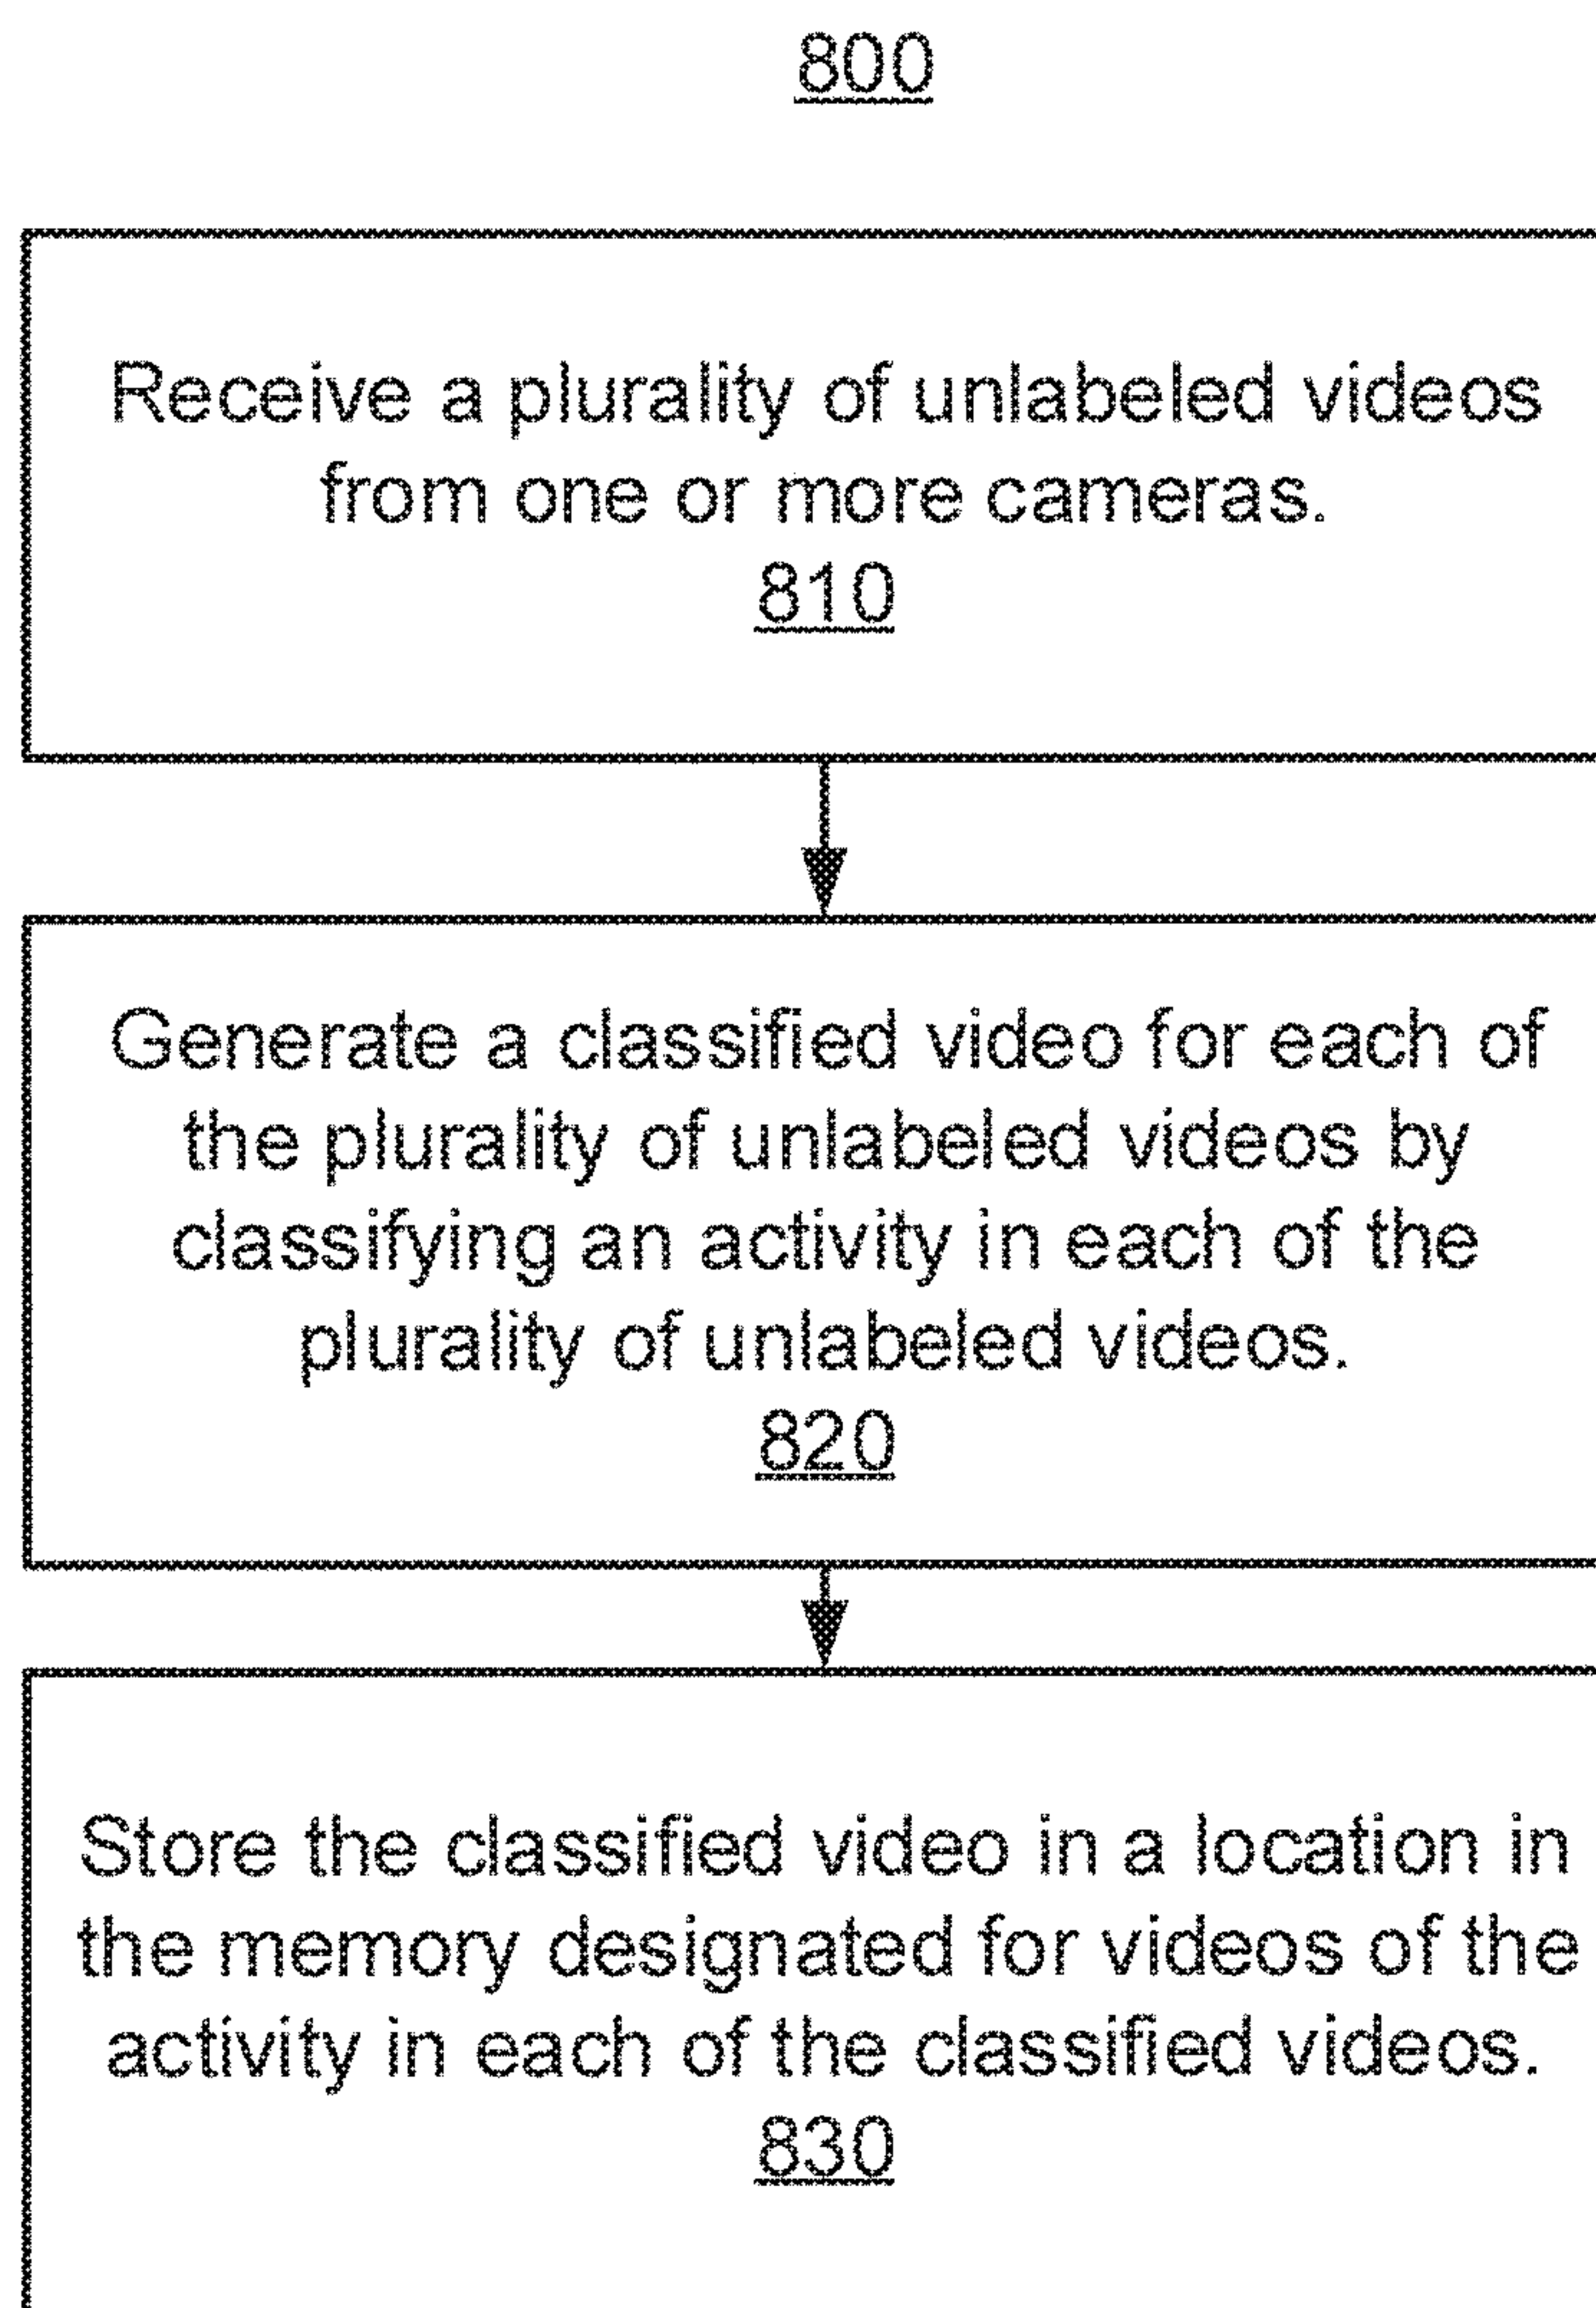 800
Receive a plurality of unlabeled videos
from one or more cameras.
810
Generate a classified video for each of
the plurality of unlabeled videos by
classifying an activity in each of the
plurality of unlabeled videos.
820
Store the classified video in a location in
the memory designated for videos of the
activity in each of the classified videos.
830